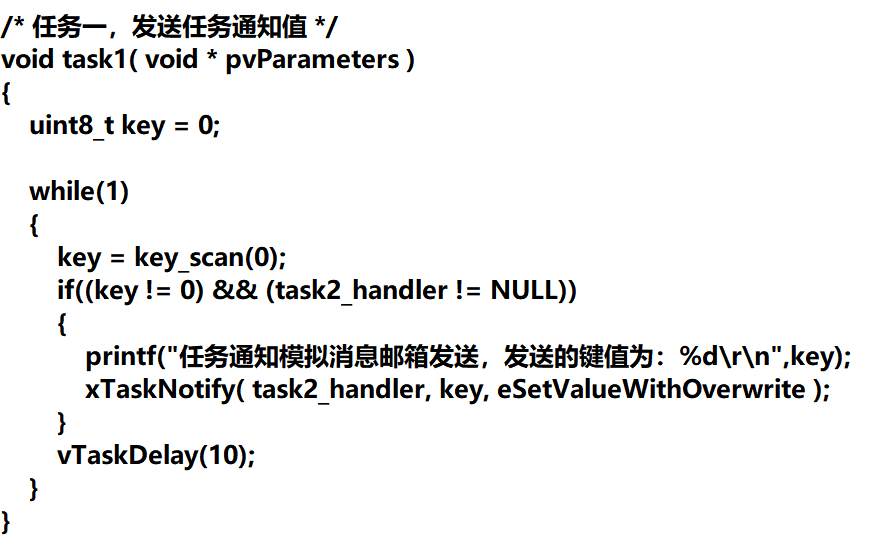 /* 任务一，发送任务通知值 */
void task1( void * pvParameters )
{
    uint8_t key = 0;

    while(1)
    {
        key = key_scan(0);
        if((key != 0) && (task2_handler != NULL))
        {
            printf("任务通知模拟消息邮箱发送，发送的键值为：%d\r\n",key);
            xTaskNotify( task2_handler, key, eSetValueWithOverwrite );
        }
        vTaskDelay(10);
    }
}